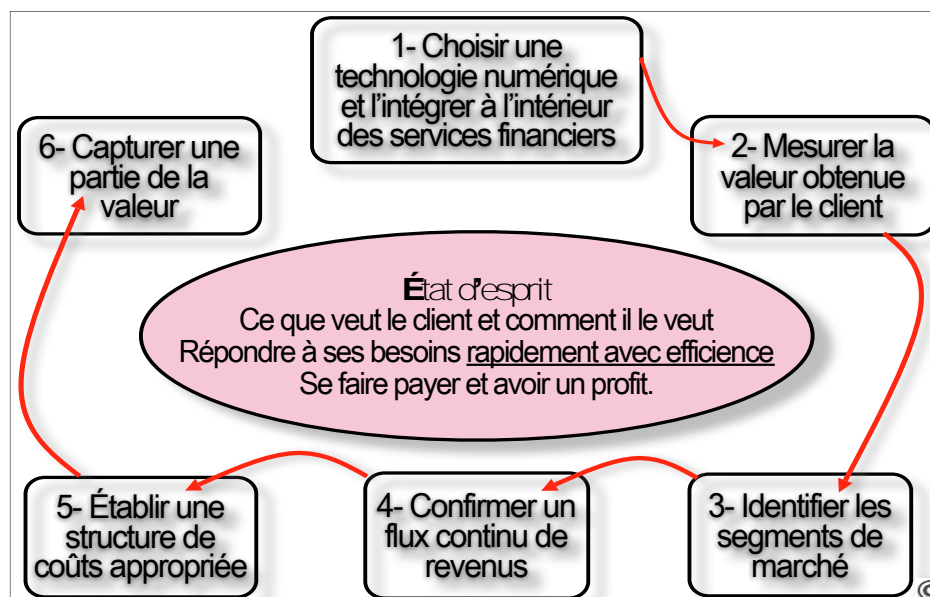 1- Choisir une
technologie numérique
et l'intégrer à l'intérieur
des services financiers
2- Mesurer la
valeur obtenue
par le client
3- Identifier les
segments de
marché
4- Confirmer un
flux continu de
revenus
5- Établir une
structure de
coûts appropriée
6- Capturer une
partie de la
valeur
État d'esprit
Ce que veut le client et comment il le veut
Répondre à ses besoins rapidement avec efficience
Se faire payer et avoir un profit.
©